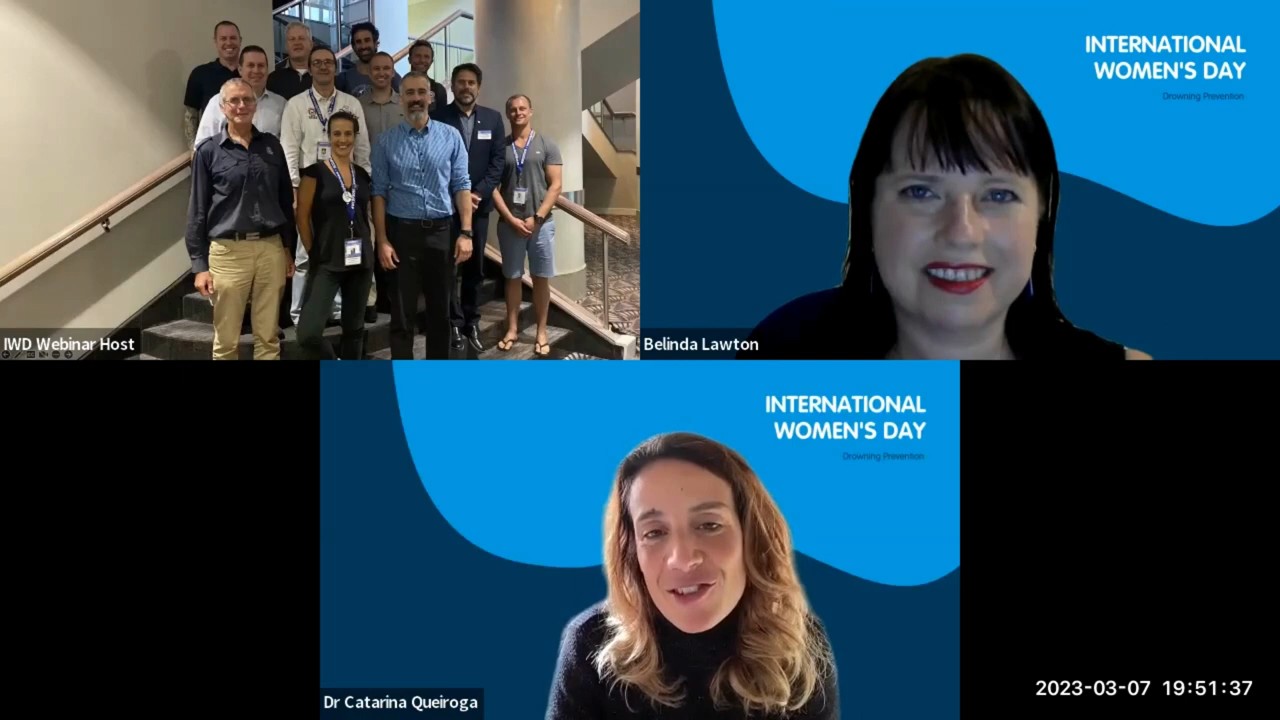 IWD Webinar Host
INTERNATIONAL
WOMEN'S DAY
Drowning Prevention
Belinda Lawton
INTERNATIONAL
WOMEN'S DAY
Drowning Prevention
Dr Catarina Queiroga
2023-03-07 19:51:37